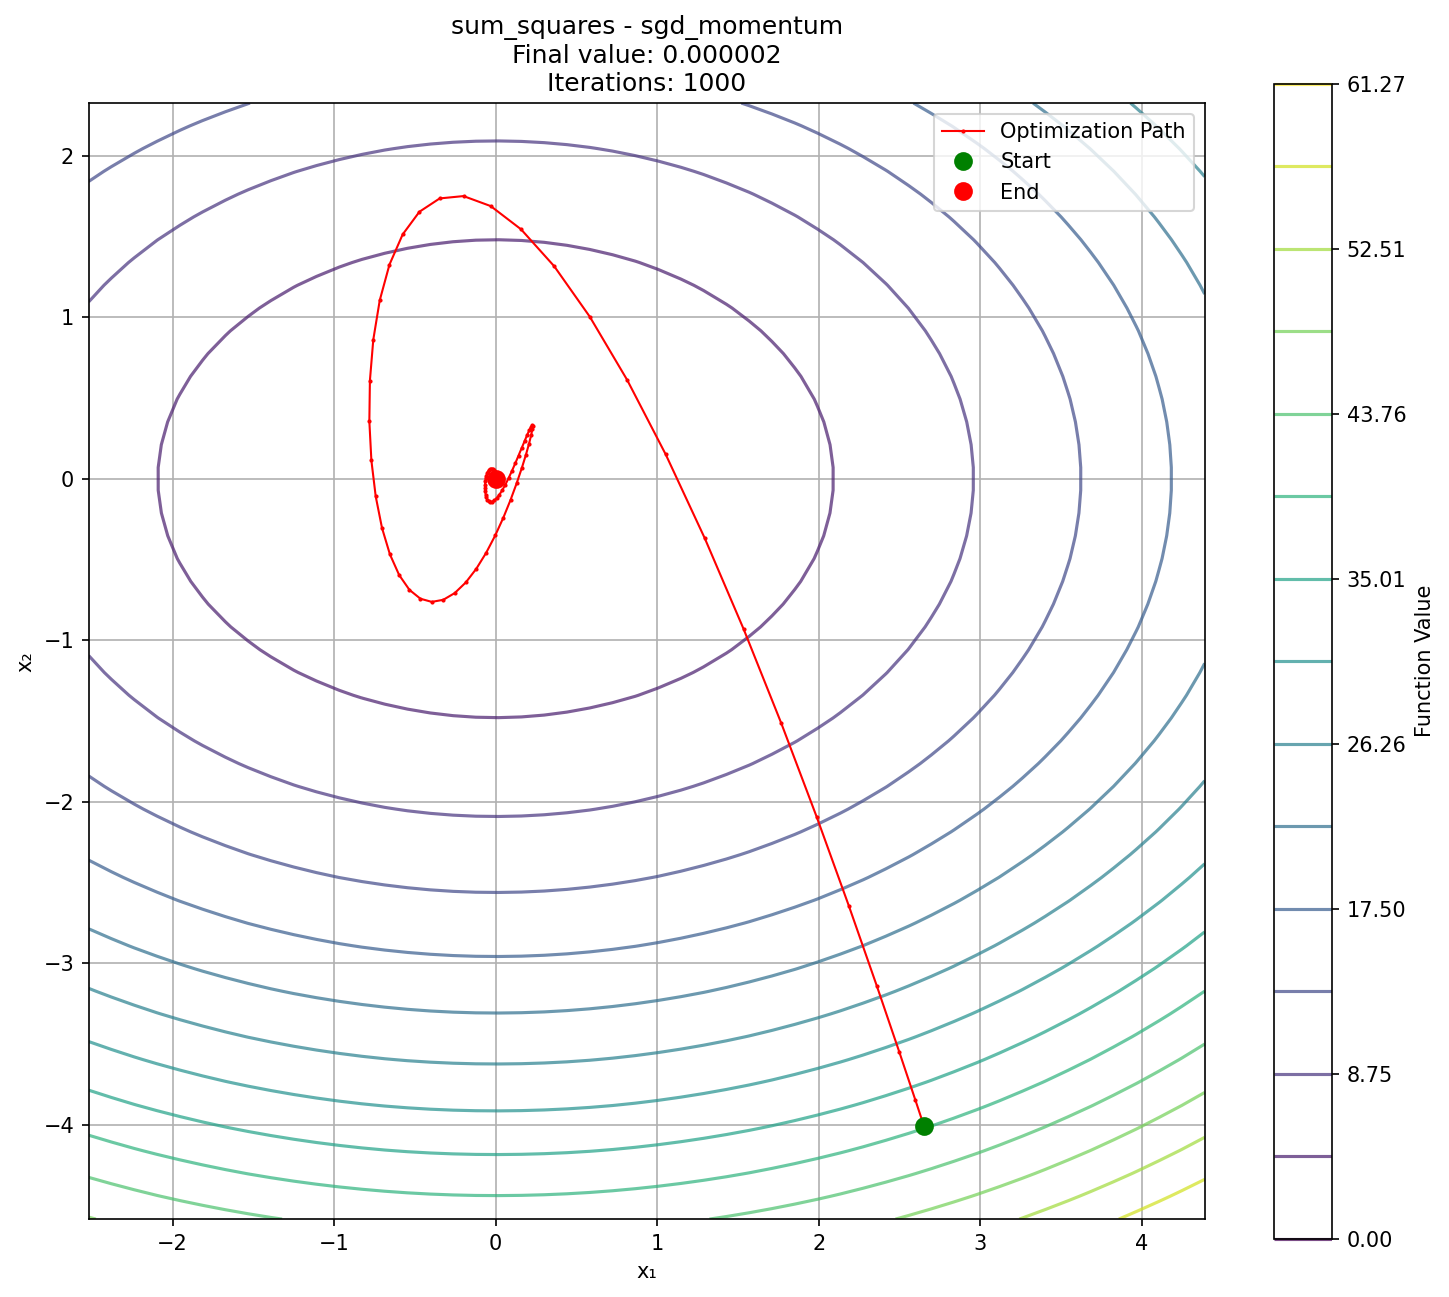 sum_squares - sgd_momentum
Final value: 0.000002
Iterations: 1000
Optimization Path
Start
End
2
1
0
−1
−2
−3
−4
x₂
−2
−1
0
1
2
3
4
x₁
61.27
52.51
43.76
35.01
26.26
17.50
8.75
0.00
Function Value